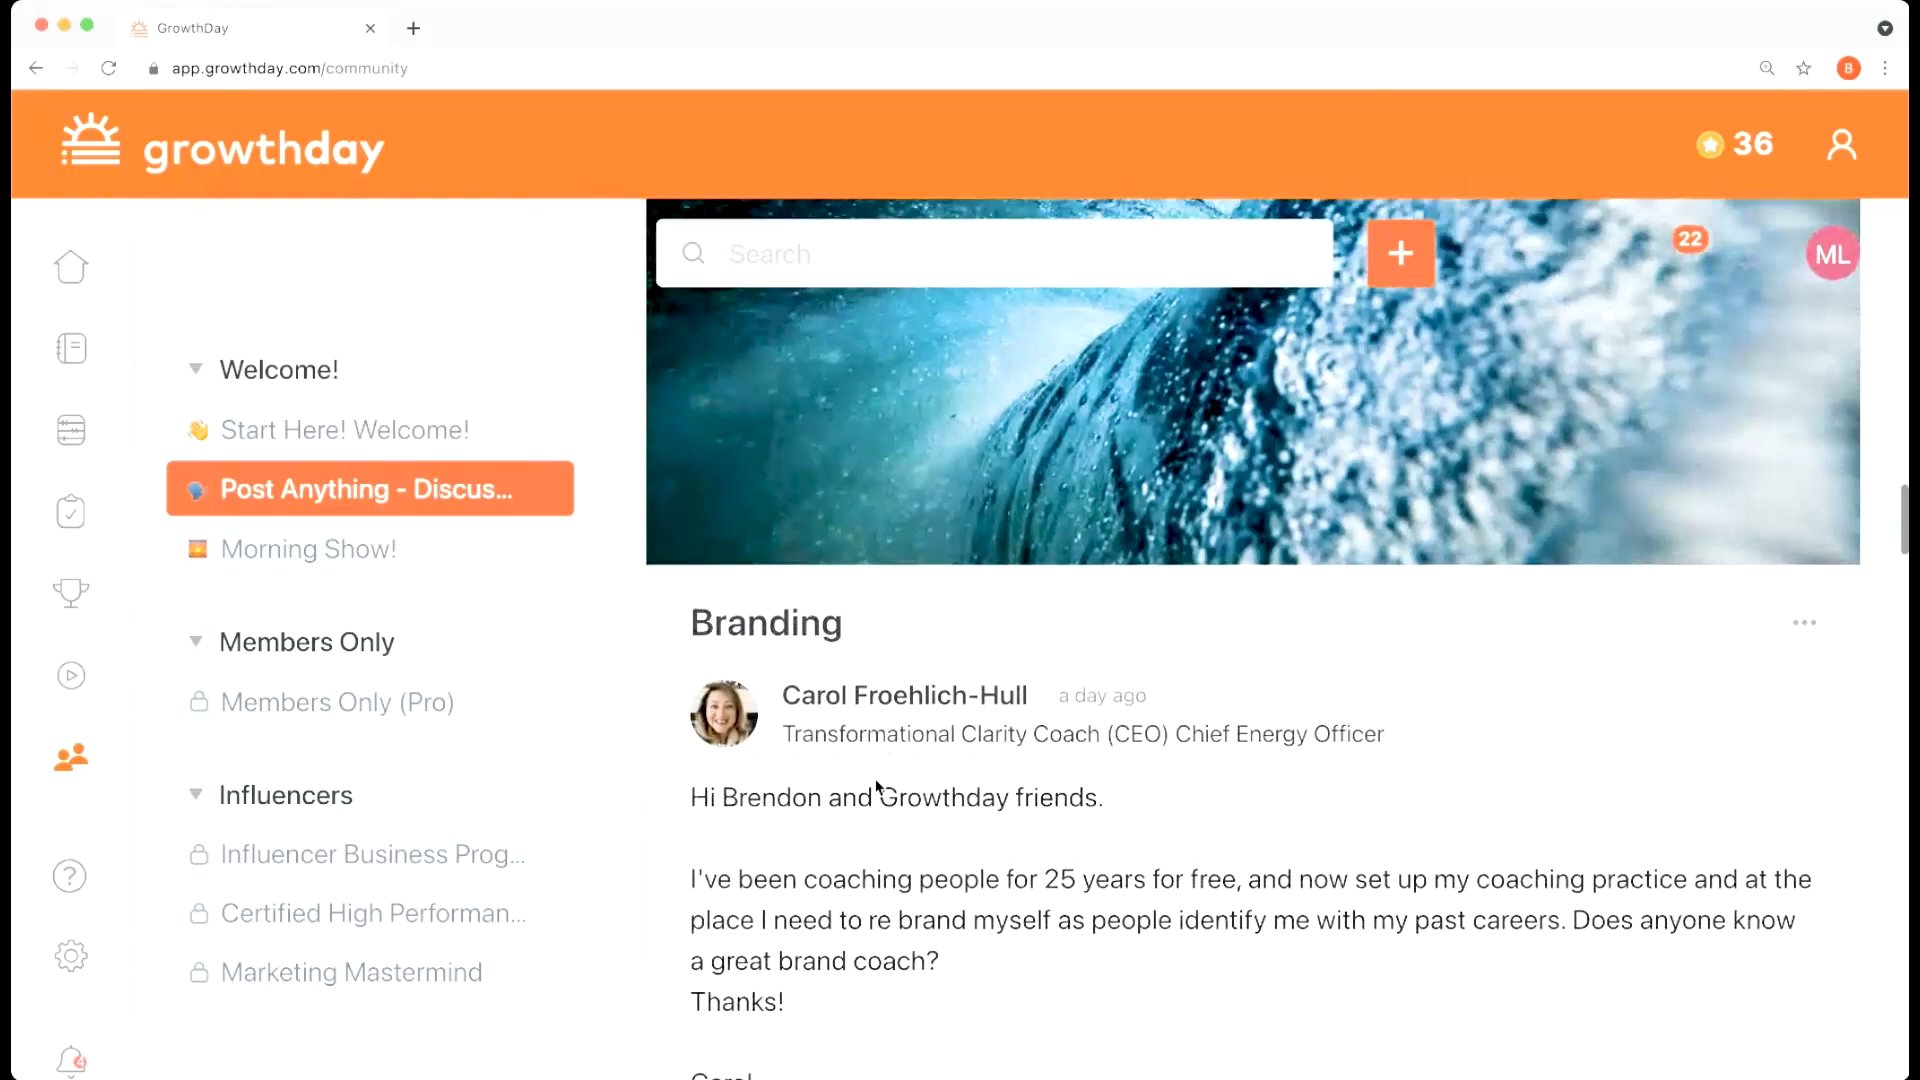 GrowthDay
app.growthday.com/community
B
growthday
36
Search
+
22
ML
Welcome!
Start Here! Welcome!
Post Anything - Discus...
Morning Show!
Members Only
Members Only (Pro)
Influencers
Influencer Business Prog...
Certified High Performan...
Marketing Mastermind
Branding
Carol Froehlich-Hull a day ago
Transformational Clarity Coach (CEO) Chief Energy Officer
Hi Brendon and Growthday friends.
I've been coaching people for 25 years for free, and now set up my coaching practice and at the
place I need to re brand myself as people identify me with my past careers. Does anyone know
a great brand coach?
Thanks!